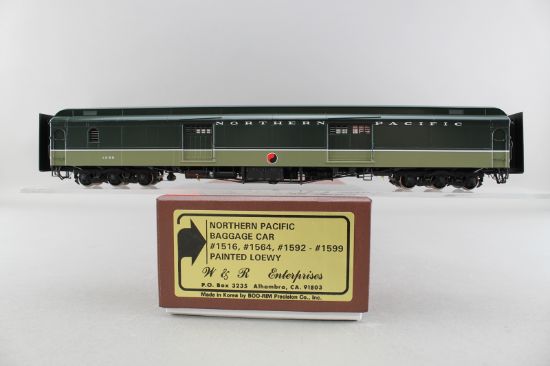 NORTHERN PACIFIC
NORTHERN PACIFIC
BAGGAGE CAR
#1516, #1564, #1592 - #1599
PAINTED LOEWY
W & R Enterprises
P.O. Box 3235 Alhambra, CA. 91803
Made in Korea by BOO-RIM Precision Co., Inc.